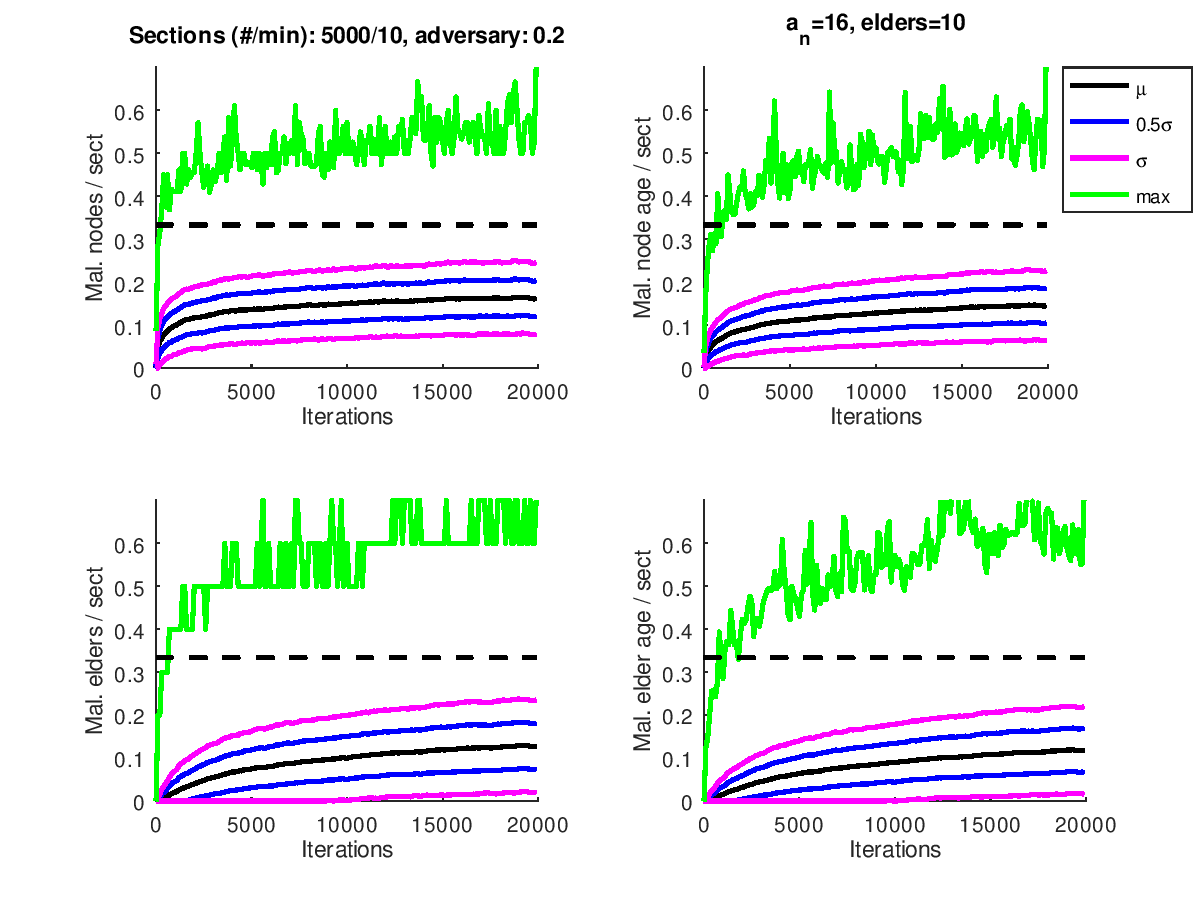 Sections (#/min): 5000/10, adversary: 0.2
a_n=16, elders=10
μ
0.5σ
σ
max
Mal. nodes / sect
0.6
0.5
0.4
0.3
0.2
0.1
0
0 5000 10000 15000 20000
Iterations
Mal. node age / sect
0.6
0.5
0.4
0.3
0.2
0.1
0
0 5000 10000 15000 20000
Iterations
Mal. elders / sect
0.6
0.5
0.4
0.3
0.2
0.1
0
0 5000 10000 15000 20000
Iterations
Mal. elder age / sect
0.6
0.5
0.4
0.3
0.2
0.1
0
0 5000 10000 15000 20000
Iterations